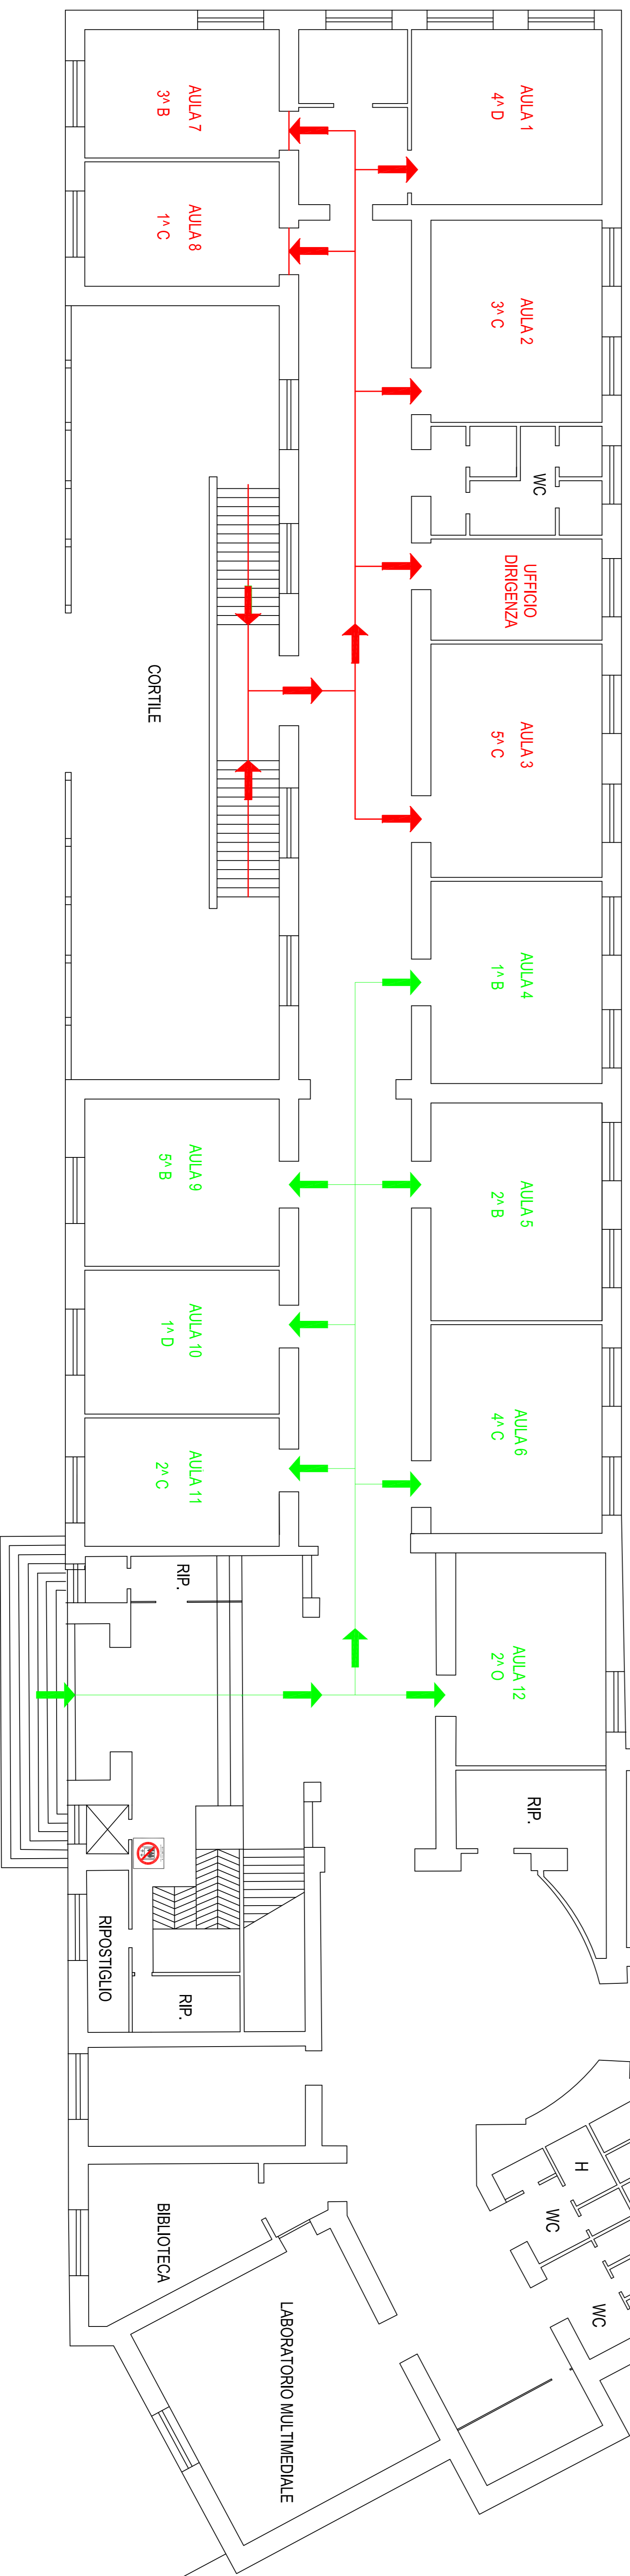 AULA 1
4^ D
AULA 7
3^ B
AULA 8
1^ C
AULA 2
3^ C
WC
UFFICIO
DIRIGENZA
CORTILE
AULA 3
5^ C
AULA 4
1^ B
AULA 9
5^ B
AULA 5
2^ B
AULA 10
1^ D
AULA 6
4^ C
AULA 11
2^ C
RIP.
AULA 12
2^ O
RIP.
RIPOSTIGLIO
RIP.
H
WC
WC
BIBLIOTECA
LABORATORIO MULTIMEDIALE